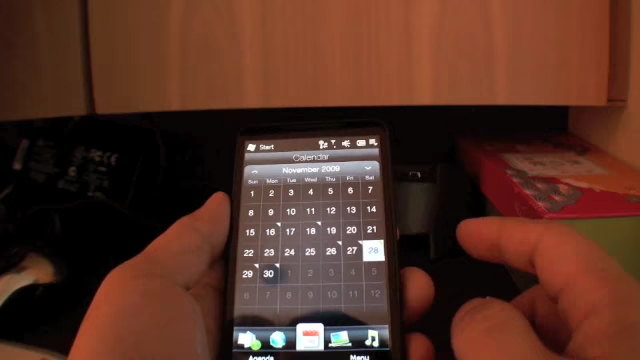 Start
Calendar
November 2009
Sun Mon Tue Wed Thu Fri Sat
1 2 3 4 5 6 7
8 9 10 11 12 13 14
15 16 17 18 19 20 21
22 23 24 25 26 27 28
29 30 1 2 3 4 5
6 7 8 9 10 11 12
Agenda Menu